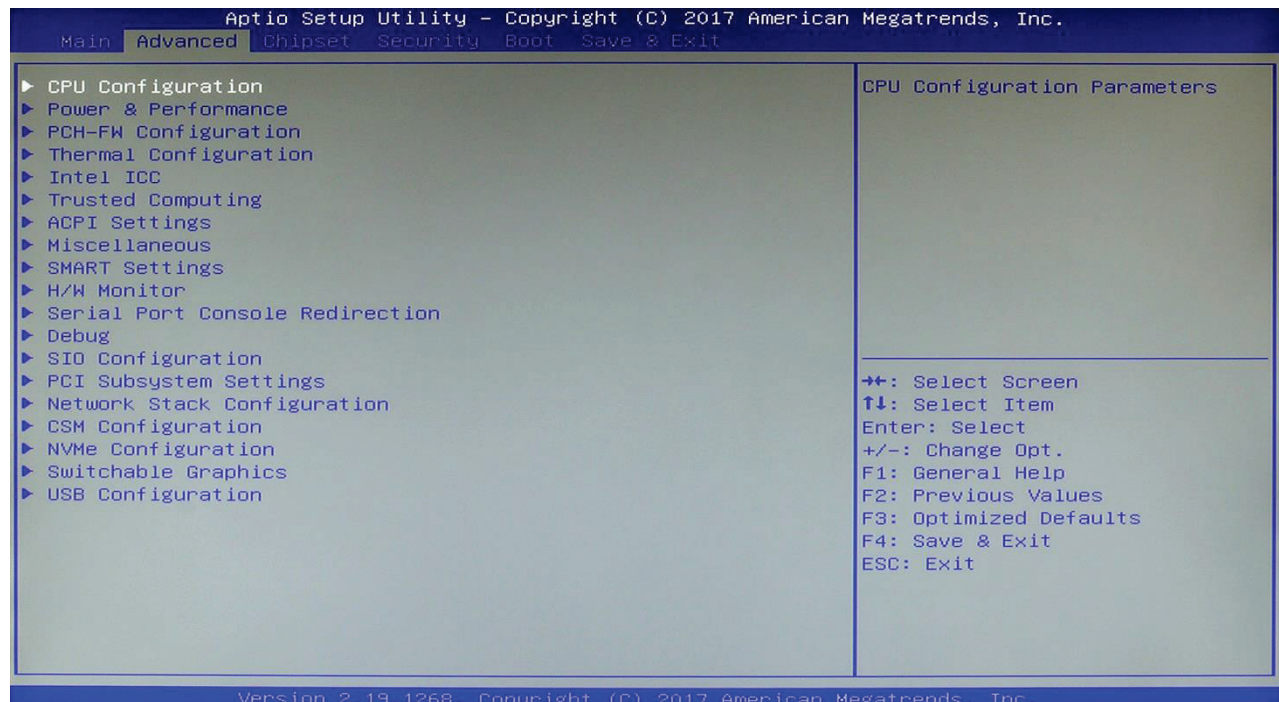 Aptio Setup Utility – Copyright (C) 2017 American Megatrends, Inc.
Main Advanced Chipset Security Boot Save & Exit
CPU Configuration
Power & Performance
PCH-FW Configuration
Thermal Configuration
Intel ICC
Trusted Computing
ACPI Settings
Miscellaneous
SMART Settings
H/W Monitor
Serial Port Console Redirection
Debug
SIO Configuration
PCI Subsystem Settings
Network Stack Configuration
CSM Configuration
NVMe Configuration
Switchable Graphics
USB Configuration
CPU Configuration Parameters
→←: Select Screen
↑↓: Select Item
Enter: Select
+/-: Change Opt.
F1: General Help
F2: Previous Values
F3: Optimized Defaults
F4: Save & Exit
ESC: Exit
Version 2.19.1268. Copyright (C) 2017 American Megatrends, Inc.